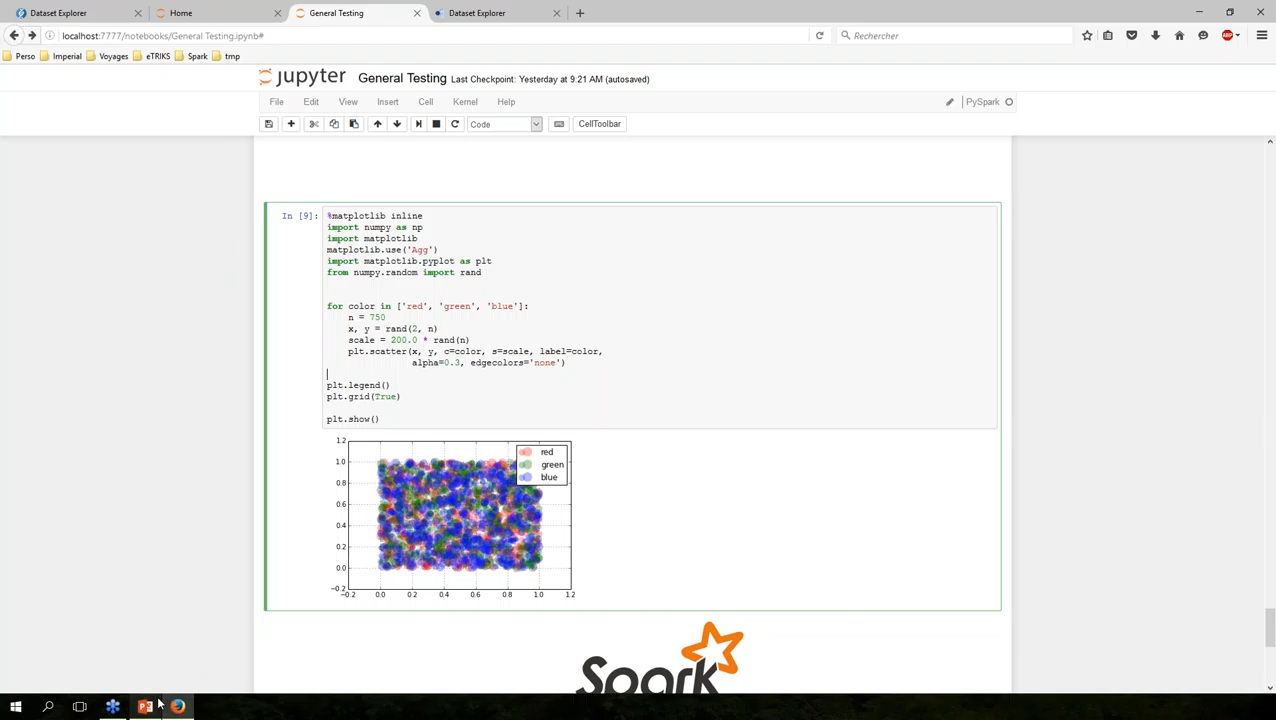 Dataset Explorer
Home
General Testing
Dataset Explorer
localhost:7777/notebooks/General Testing.ipynb#
Rechercher
ABP
Perso
Imperial
Voyages
eTRIKS
Spark
tmp
jupyter General Testing Last Checkpoint: Yesterday at 9:21 AM (autosaved)
File Edit View Insert Cell Kernel Help
PySpark
Code
CellToolbar
In [9]:
%matplotlib inline
import numpy as np
import matplotlib
matplotlib.use('Agg')
import matplotlib.pyplot as plt
from numpy.random import rand
for color in ['red', 'green', 'blue']:
n = 750
x, y = rand(2, n)
scale = 200.0 * rand(n)
plt.scatter(x, y, c=color, s=scale, label=color,
alpha=0.3, edgecolors='none')
plt.legend()
plt.grid(True)
plt.show()
1.2
1.0
0.8
0.6
0.4
0.2
0.0
−0.2
−0.2 0.0 0.2 0.4 0.6 0.8 1.0 1.2
red
green
blue
Spark